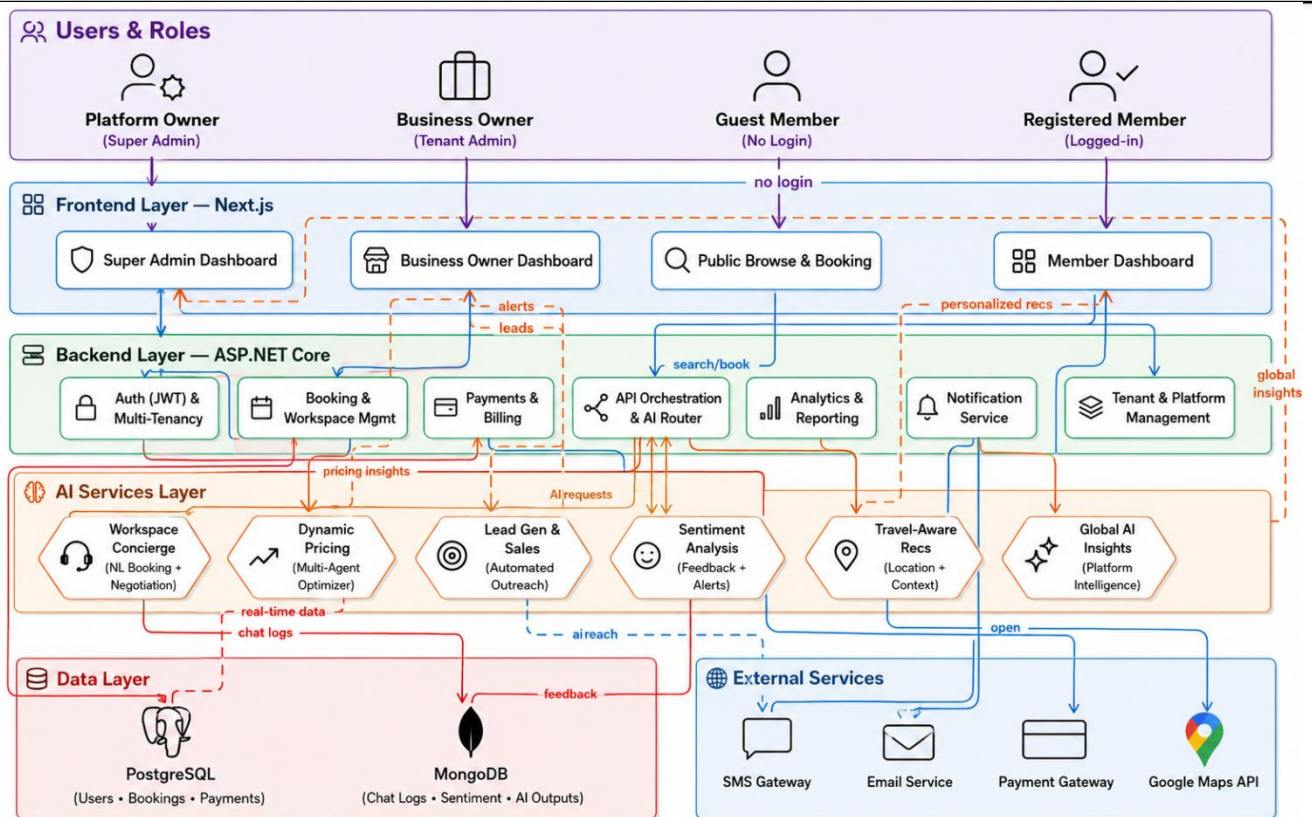 Users & Roles
Platform Owner
(Super Admin)
Business Owner
(Tenant Admin)
Guest Member
(No Login)
Registered Member
(Logged-in)
no login
Frontend Layer — Next.js
Super Admin Dashboard
Business Owner Dashboard
Public Browse & Booking
Member Dashboard
alerts
leads
personalized recs
search/book
global
insights
Backend Layer — ASP.NET Core
Auth (JWT) &
Multi-Tenancy
Booking &
Workspace Mgmt
Payments &
Billing
API Orchestration
& AI Router
Analytics &
Reporting
Notification
Service
Tenant & Platform
Management
pricing insights
AI requests
AI Services Layer
Workspace
Concierge
(NL Booking +
Negotiation)
Dynamic
Pricing
(Multi-Agent
Optimizer)
Lead Gen &
Sales
(Automated
Outreach)
Sentiment
Analysis
(Feedback +
Alerts)
Travel-Aware
Recs
(Location +
Context)
Global AI
Insights
(Platform
Intelligence)
real-time data
chat logs
aireach
open
feedback
Data Layer
PostgreSQL
(Users • Bookings • Payments)
MongoDB
(Chat Logs • Sentiment • AI Outputs)
External Services
SMS Gateway
Email Service
Payment Gateway
Google Maps API